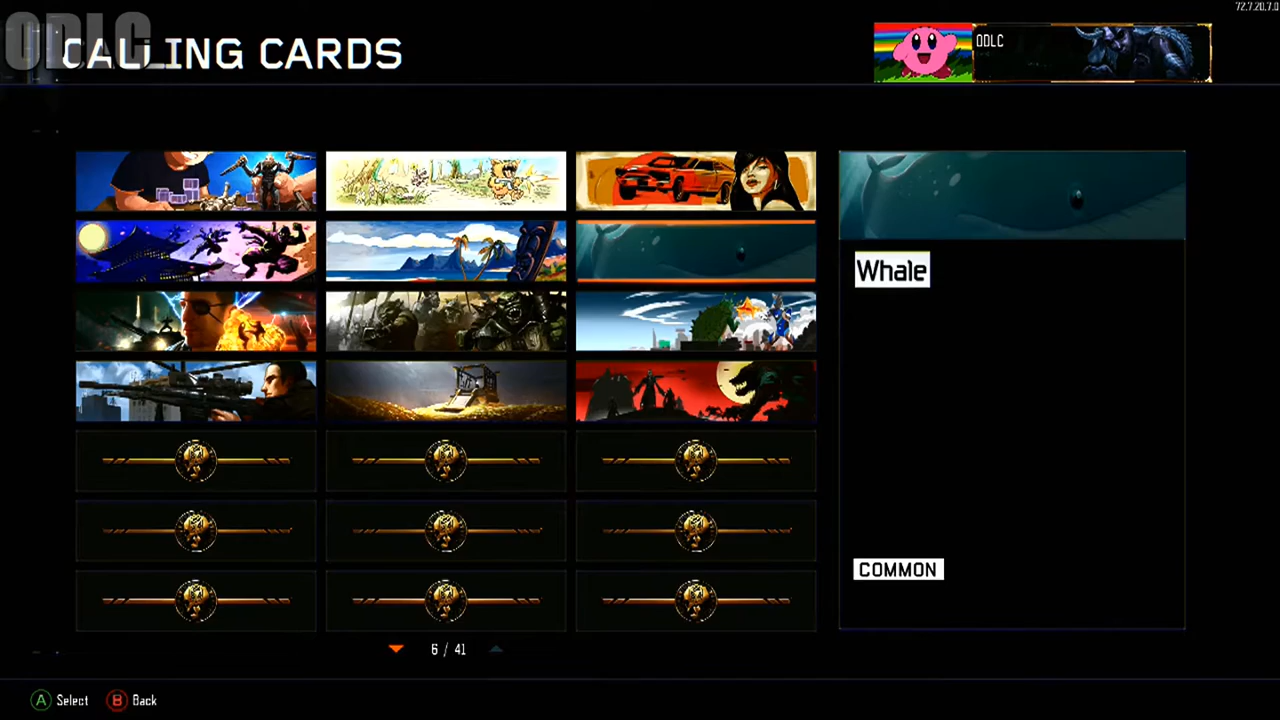 72.7.20.7.0
ODLC
CALLING CARDS
ODLC
Whale
COMMON
6 / 41
A Select B Back